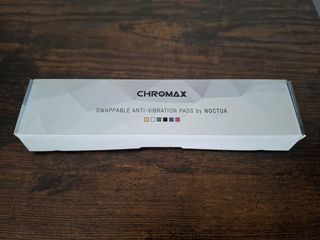 CHROMAX
SWAPPABLE ANTI-VIBRATION PADS by NOCTUA